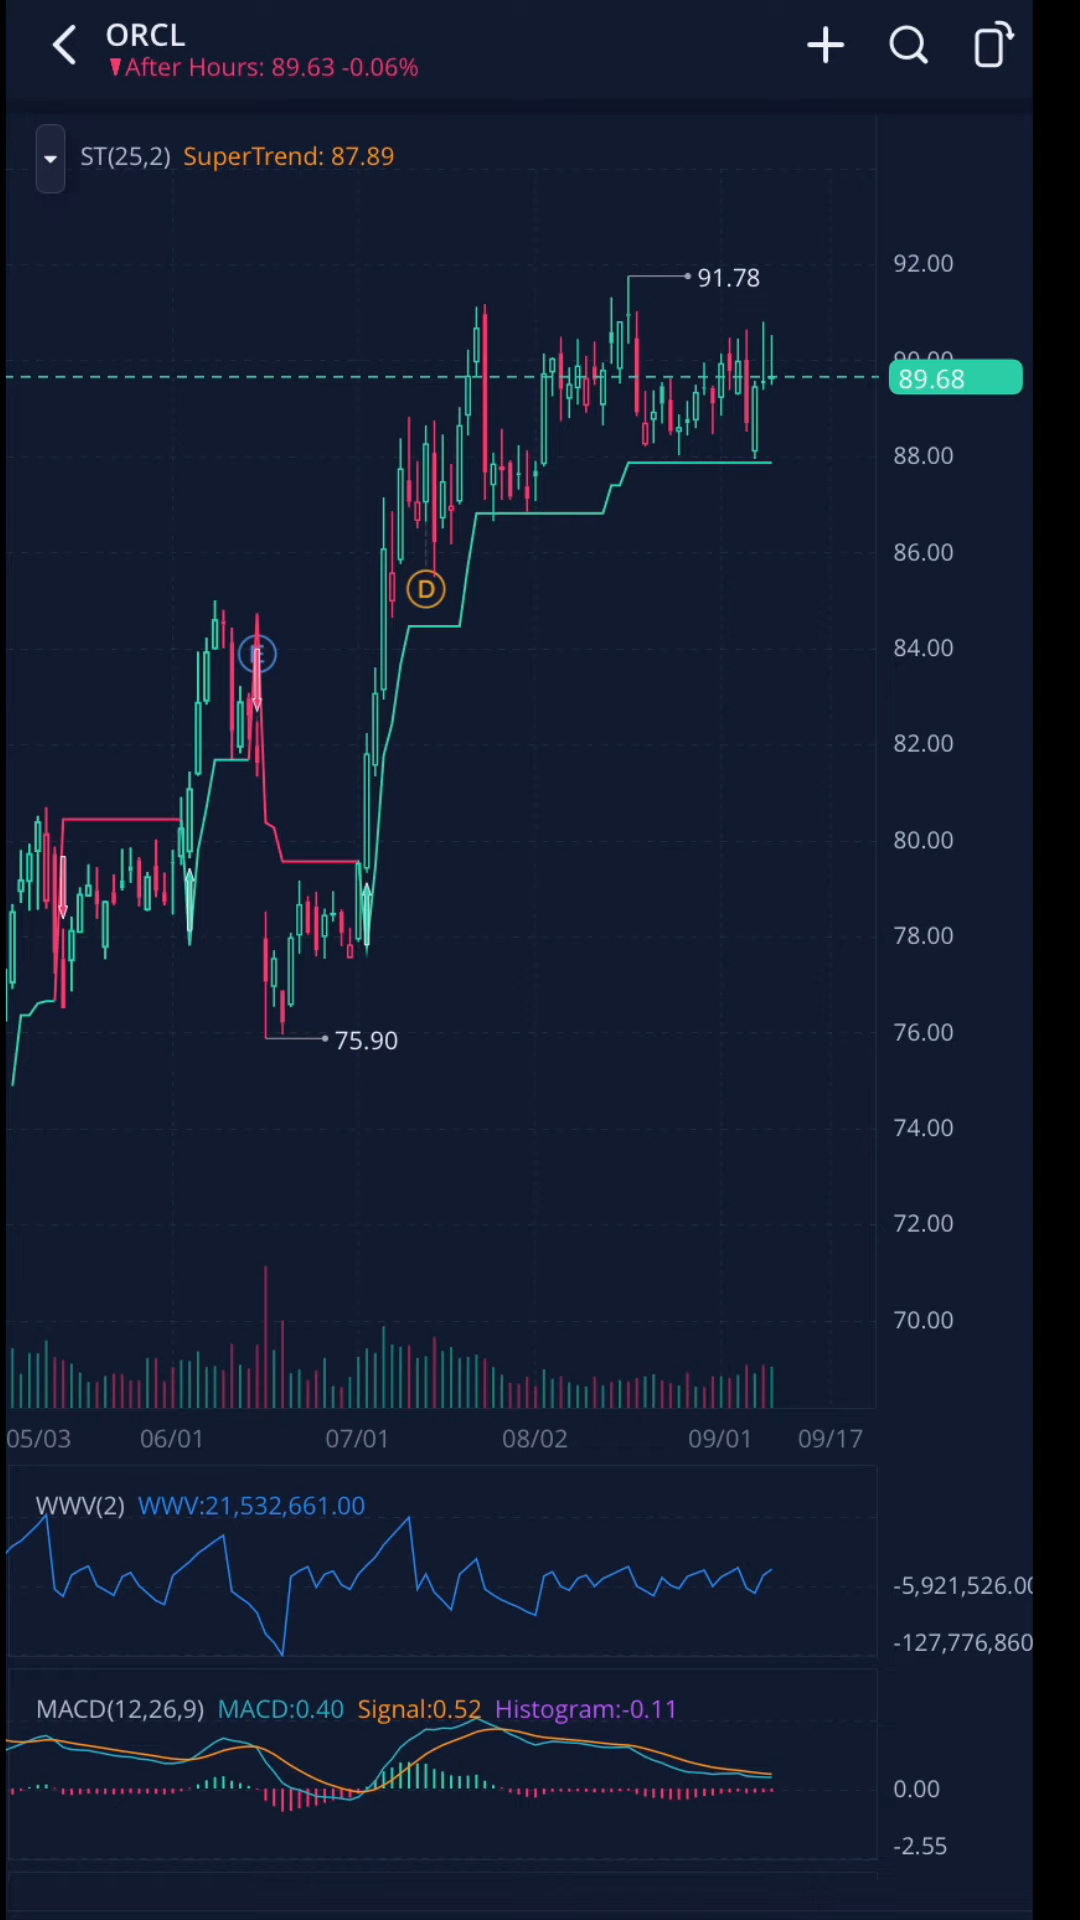 ORCL
After Hours: 89.63 -0.06%
ST(25,2) SuperTrend: 87.89
92.00
91.78
90.00
89.68
88.00
86.00
D
84.00
E
82.00
80.00
78.00
76.00
75.90
74.00
72.00
70.00
05/03 06/01 07/01 08/02 09/01 09/17
WWV(2) WWV:21,532,661.00
-5,921,526.00
-127,776,860
MACD(12,26,9) MACD:0.40 Signal:0.52 Histogram:-0.11
0.00
-2.55